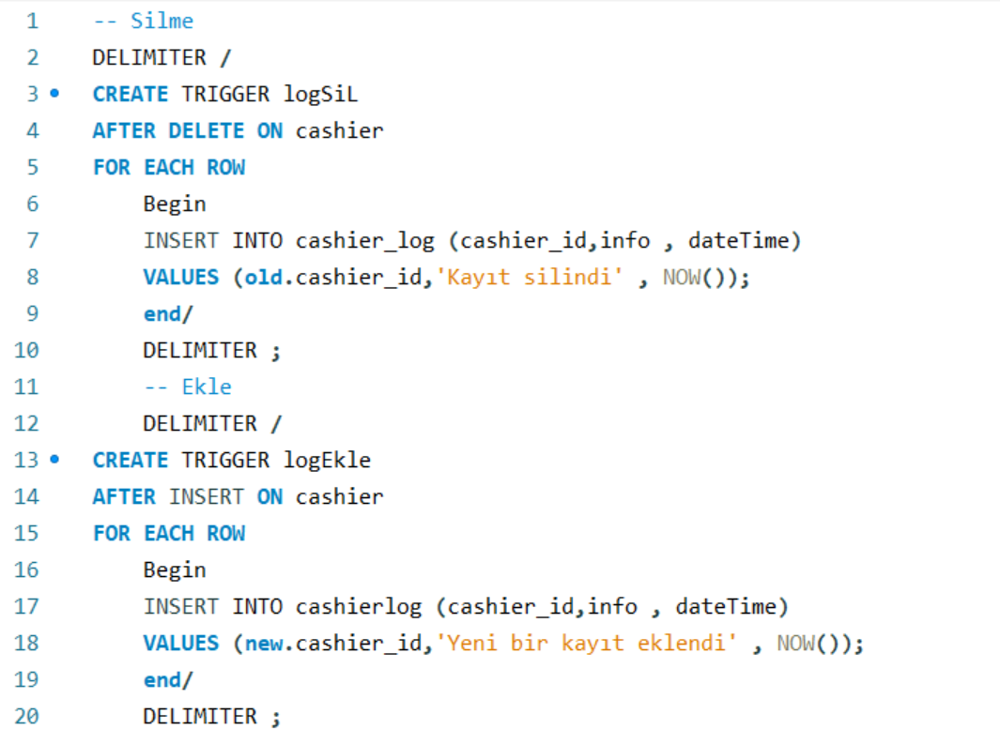 1 -- Silme
2 DELIMITER /
3 CREATE TRIGGER logSiL
4 AFTER DELETE ON cashier
5 FOR EACH ROW
6 Begin
7 INSERT INTO cashier_log (cashier_id,info , dateTime)
8 VALUES (old.cashier_id,'Kayıt silindi' , NOW());
9 end/
10 DELIMITER ;
11 -- Ekle
12 DELIMITER /
13 CREATE TRIGGER logEkle
14 AFTER INSERT ON cashier
15 FOR EACH ROW
16 Begin
17 INSERT INTO cashierlog (cashier_id,info , dateTime)
18 VALUES (new.cashier_id,'Yeni bir kayıt eklendi' , NOW());
19 end/
20 DELIMITER ;